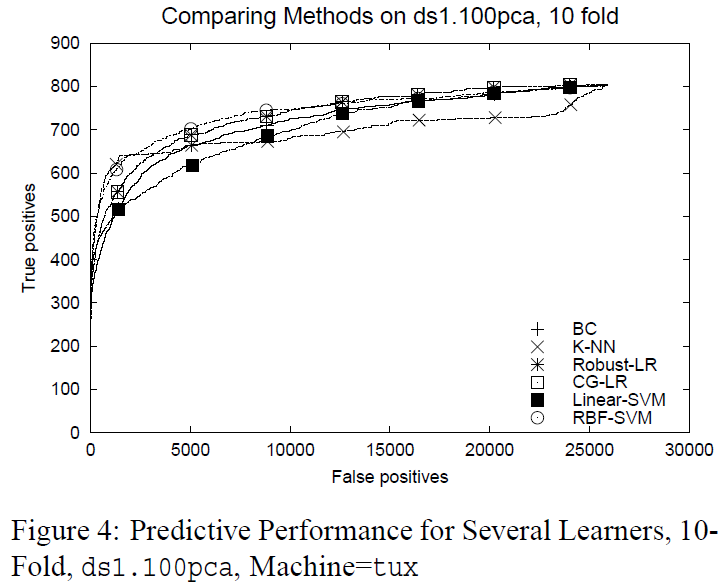 Comparing Methods on ds1.100pca, 10 fold
900
800
700
600
500
400
300
200
100
0
True positives
BC
K-NN
Robust-LR
CG-LR
Linear-SVM
RBF-SVM
0 5000 10000 15000 20000 25000 30000
False positives
Figure 4: Predictive Performance for Several Learners, 10-
Fold, ds1.100pca, Machine=tux